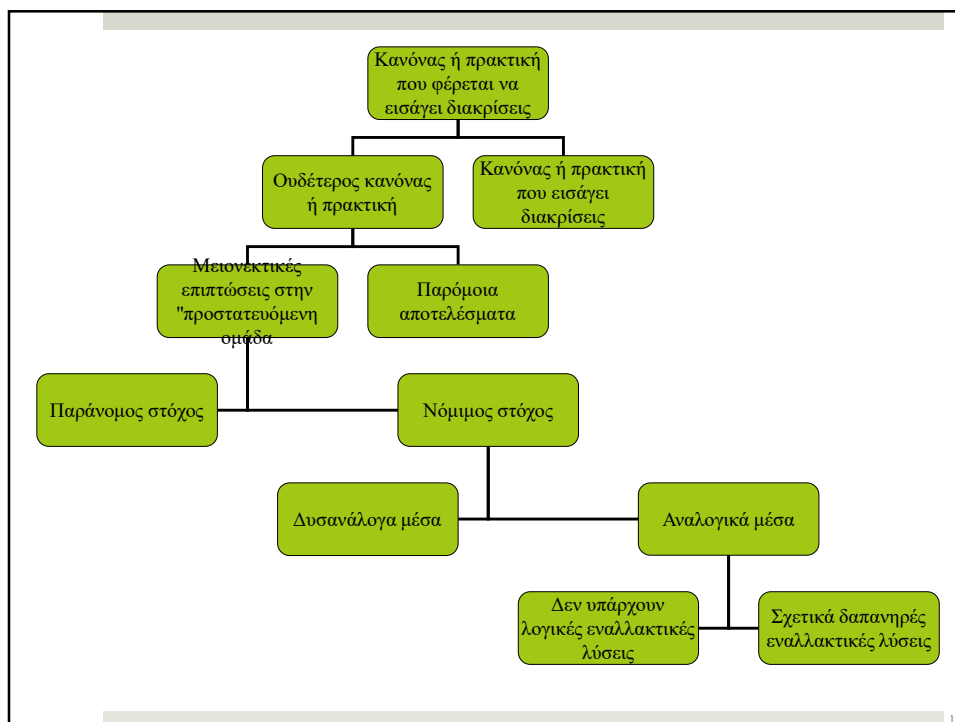 Κανόνας ή πρακτική
που φέρεται να
εισάγει διακρίσεις
Ουδέτερος κανόνας
ή πρακτική
Κανόνας ή πρακτική
που εισάγει
διακρίσεις
Μειονεκτικές
επιπτώσεις στην
"προστατευόμενη
ομάδα
Παρόμοια
αποτελέσματα
Παράνομος στόχος
Νόμιμος στόχος
Δυσανάλογα μέσα
Αναλογικά μέσα
Δεν υπάρχουν
λογικές εναλλακτικές
λύσεις
Σχετικά δαπανηρές
εναλλακτικές λύσεις